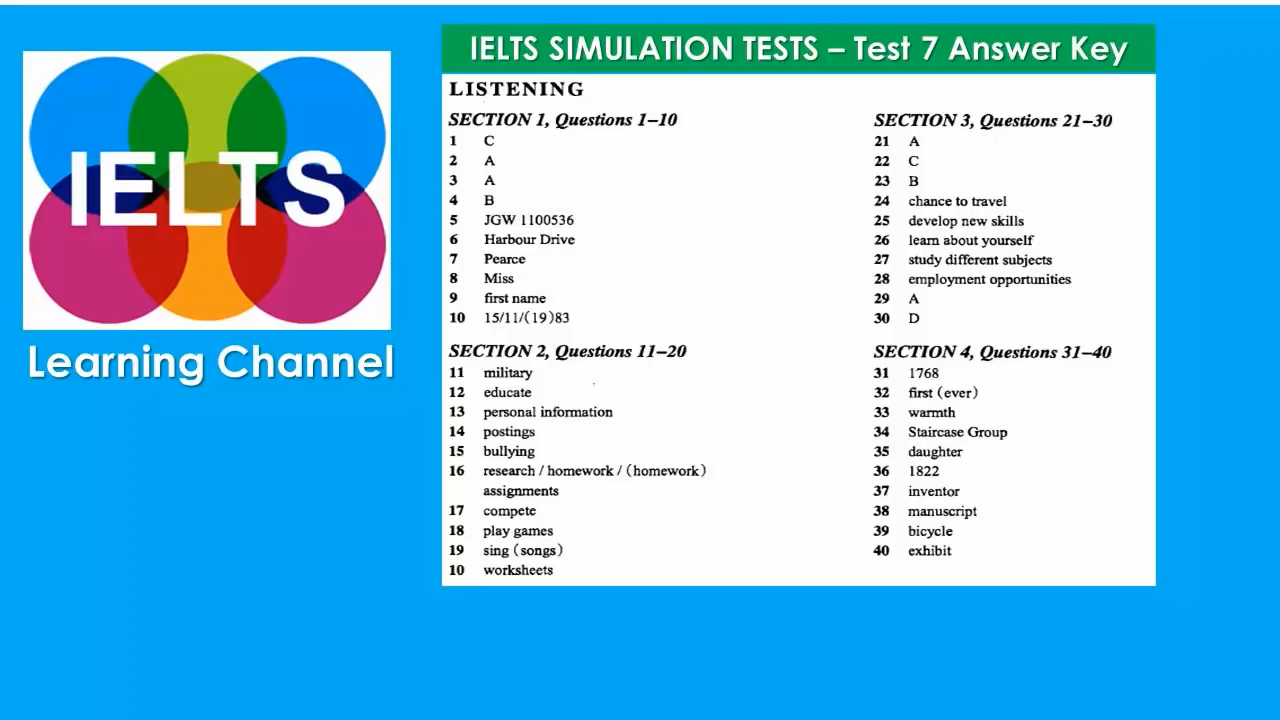 IELTS SIMULATION TESTS – Test 7 Answer Key
IELTS
Learning Channel
LISTENING
SECTION 1, Questions 1–10
1 C
2 A
3 A
4 B
5 JGW 1100536
6 Harbour Drive
7 Pearce
8 Miss
9 first name
10 15/11/(19)83
SECTION 2, Questions 11–20
11 military
12 educate
13 personal information
14 postings
15 bullying
16 research / homework / (homework)
assignments
17 compete
18 play games
19 sing (songs)
10 worksheets
SECTION 3, Questions 21–30
21 A
22 C
23 B
24 chance to travel
25 develop new skills
26 learn about yourself
27 study different subjects
28 employment opportunities
29 A
30 D
SECTION 4, Questions 31–40
31 1768
32 first (ever)
33 warmth
34 Staircase Group
35 daughter
36 1822
37 inventor
38 manuscript
39 bicycle
40 exhibit